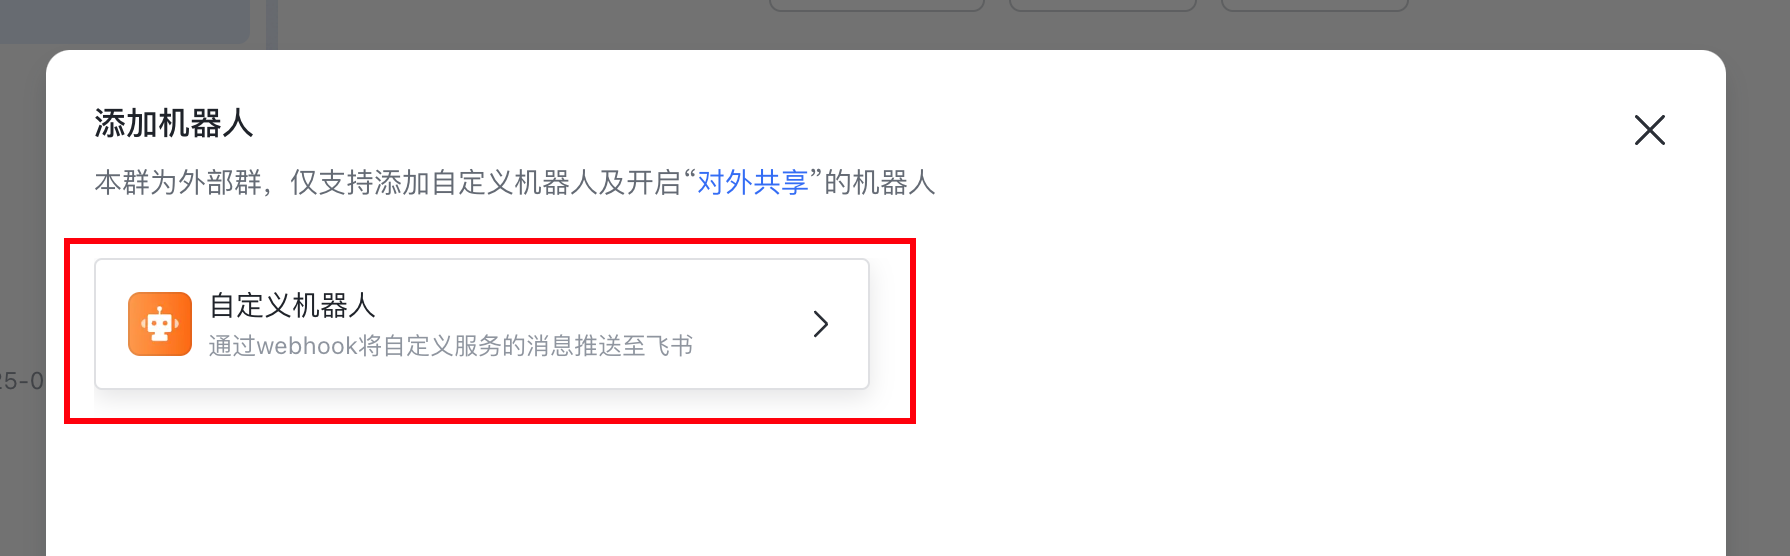 添加机器人
本群为外部群，仅支持添加自定义机器人及开启“对外共享”的机器人
自定义机器人
通过webhook将自定义服务的消息推送至飞书
25-0